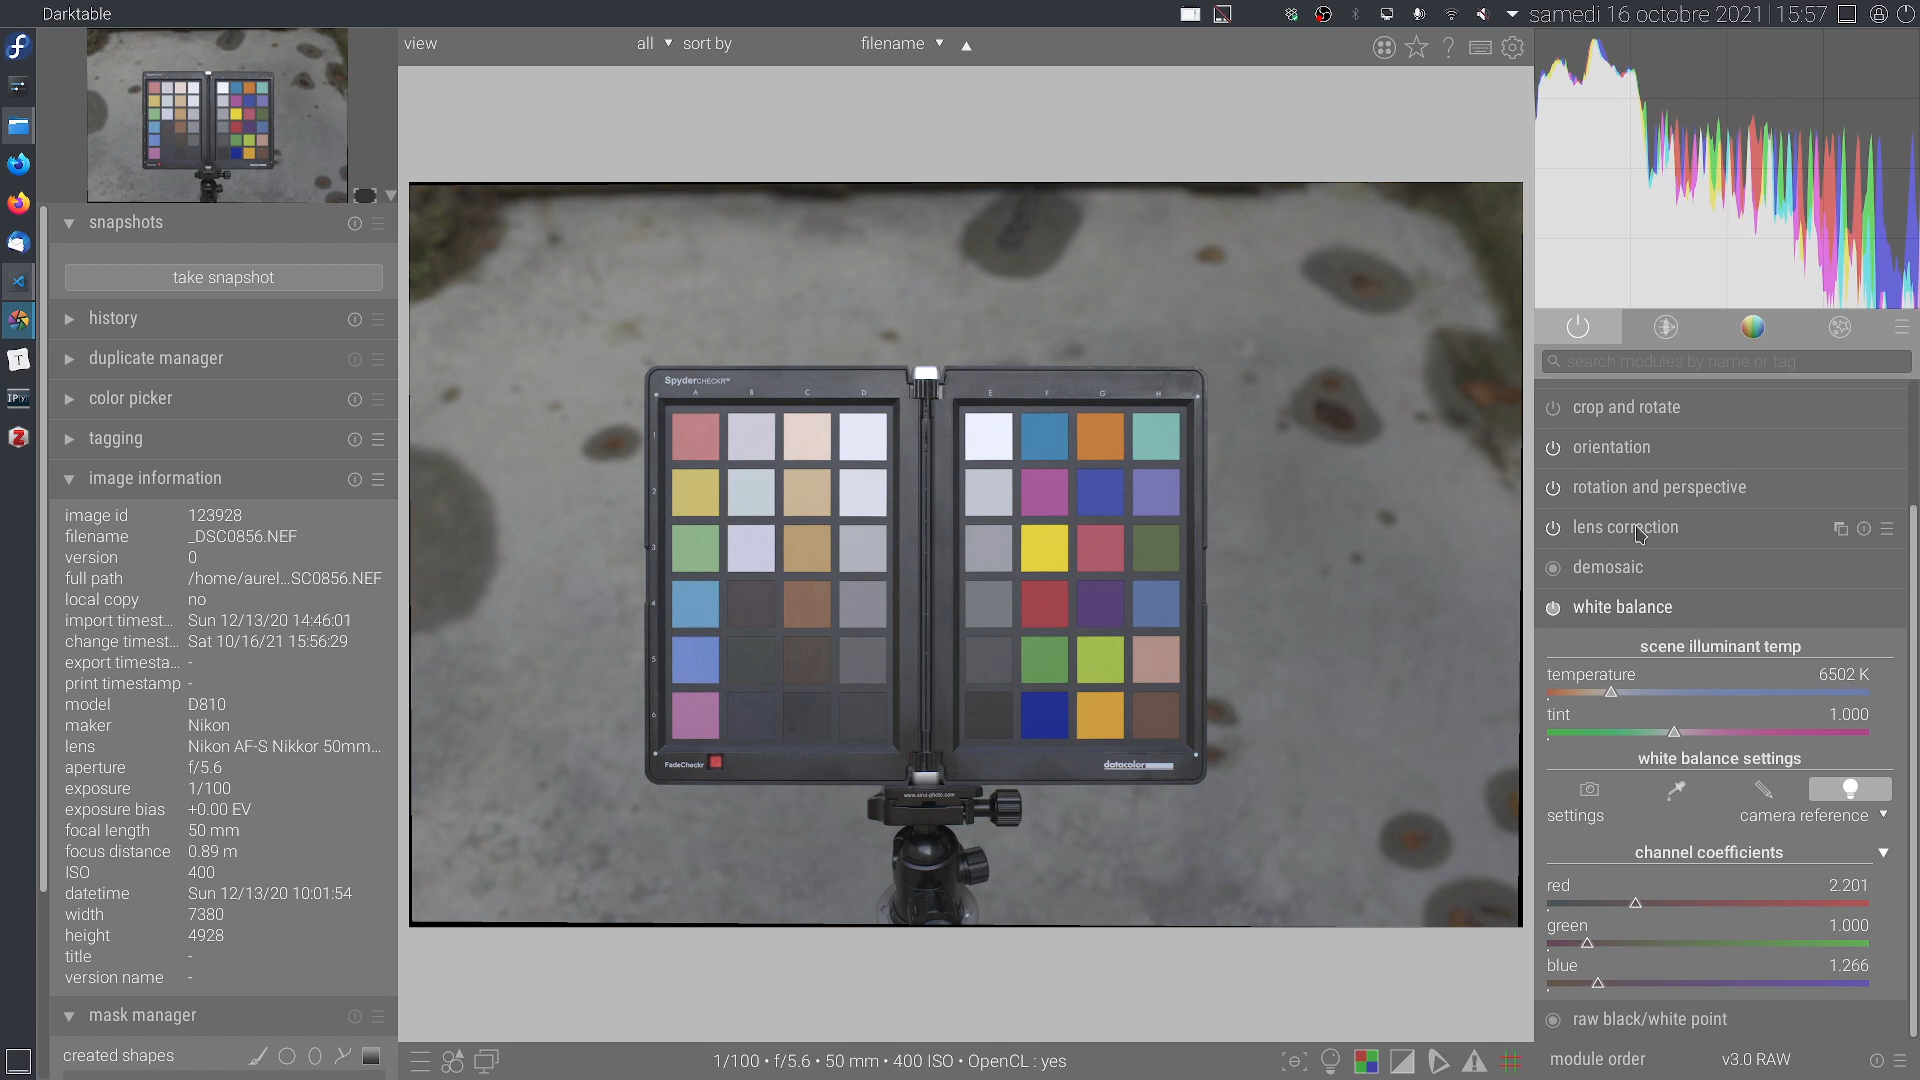 Darktable
samedi 16 octobre 2021 | 15:57
view
all
sort by
filename
snapshots
take snapshot
history
duplicate manager
color picker
tagging
image information
image id 123928
filename _DSC0856.NEF
version 0
full path /home/aurel...SC0856.NEF
local copy no
import timest... Sun 12/13/20 14:46:01
change timest... Sat 10/16/21 15:56:29
export timesta... -
print timestamp -
model D810
maker Nikon
lens Nikon AF-S Nikkor 50mm...
aperture f/5.6
exposure 1/100
exposure bias +0.00 EV
focal length 50 mm
focus distance 0.89 m
ISO 400
datetime Sun 12/13/20 10:01:54
width 7380
height 4928
title -
version name -
mask manager
created shapes
SpyderCHECKR™
A B C D
E F G H
1
2
3
4
5
6
FadeCheckr
datacolor
www.sirui-photo.com
1/100 • f/5.6 • 50 mm • 400 ISO • OpenCL : yes
search modules by name or tag
crop and rotate
orientation
rotation and perspective
lens correction
demosaic
white balance
scene illuminant temp
temperature 6502 K
tint 1.000
white balance settings
settings camera reference
channel coefficients
red 2.201
green 1.000
blue 1.266
raw black/white point
module order v3.0 RAW